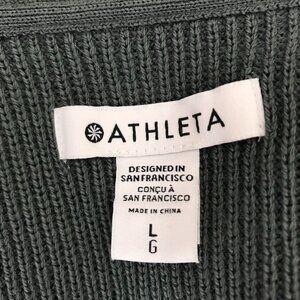 ATHLETA
DESIGNED IN
SAN FRANCISCO
CONÇU À
SAN FRANCISCO
MADE IN CHINA
L
G